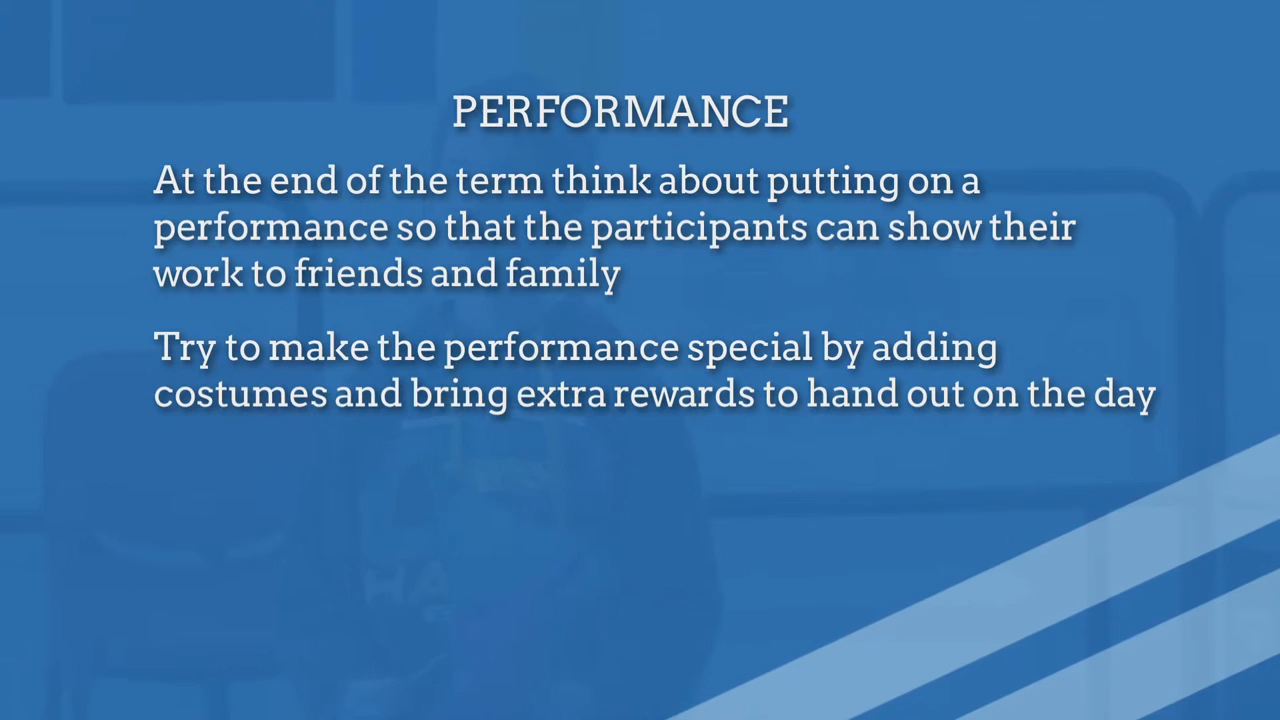 PERFORMANCE
At the end of the term think about putting on a
performance so that the participants can show their
work to friends and family
Try to make the performance special by adding
costumes and bring extra rewards to hand out on the day